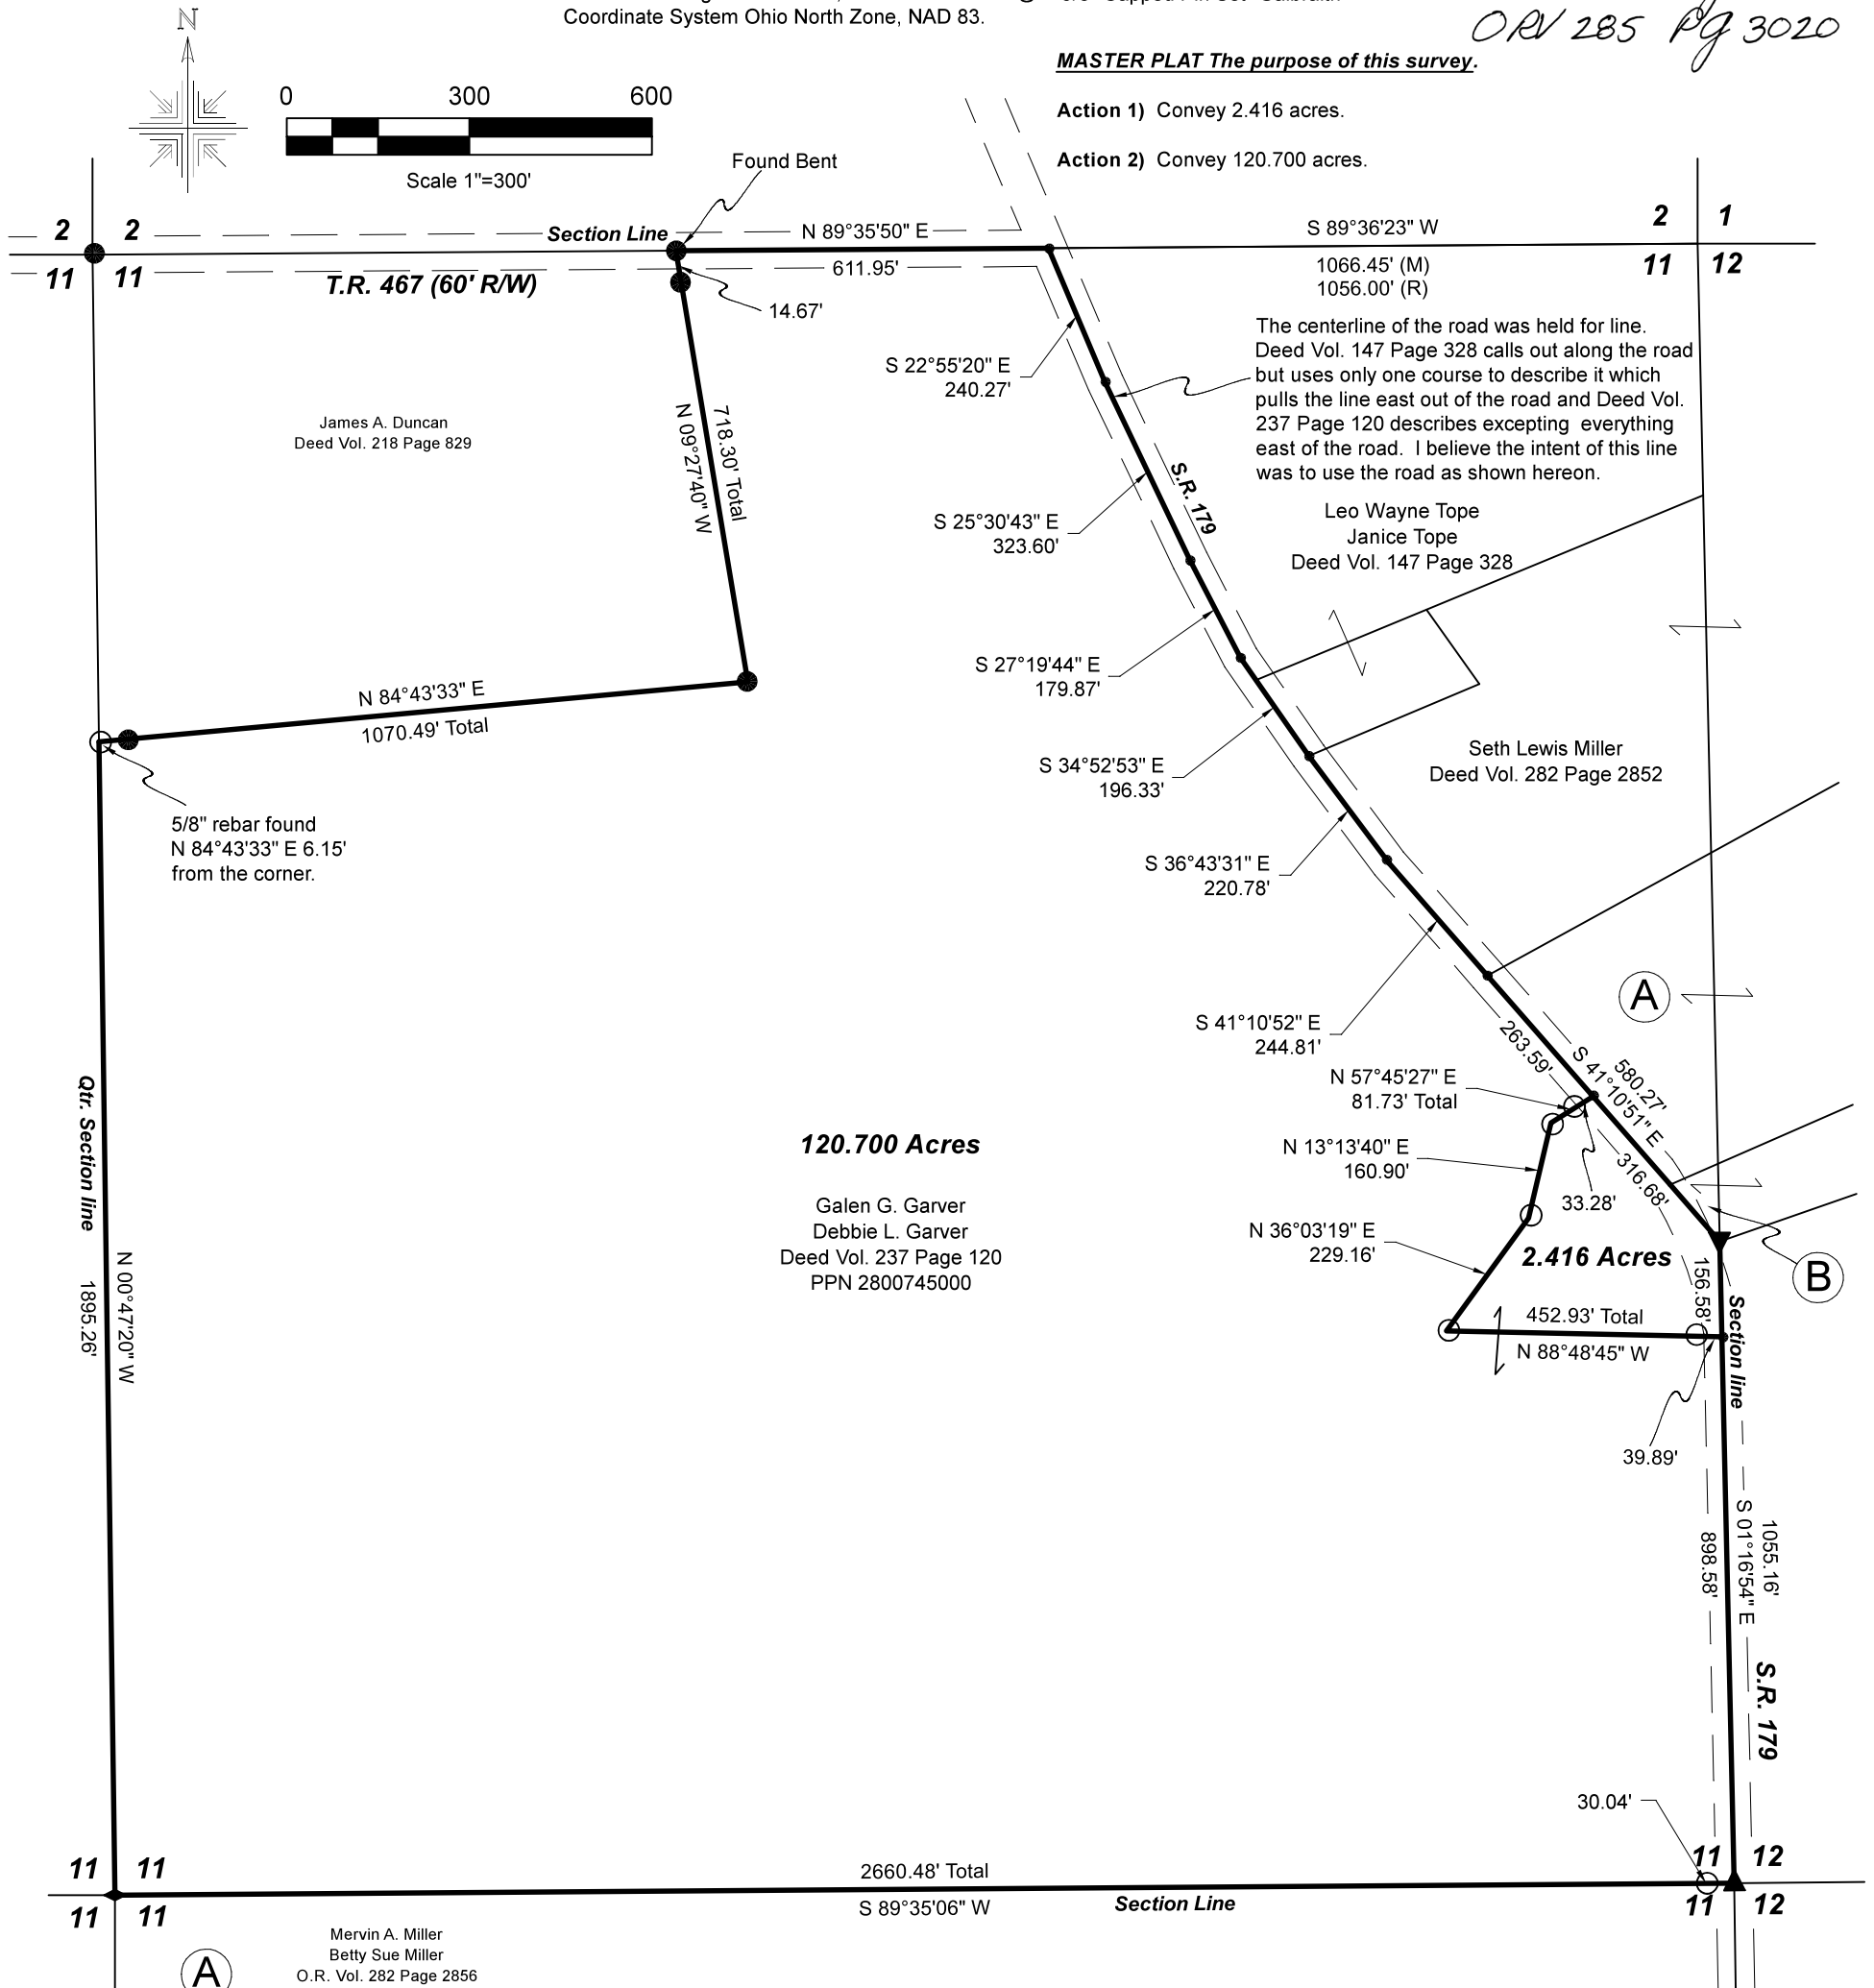 Coordinate System Ohio North Zone, NAD 83.
ORV 285 Pg 3020
MASTER PLAT The purpose of this survey.
Action 1) Convey 2.416 acres.
Action 2) Convey 120.700 acres.
N
0 300 600
Scale 1"=300'
Found Bent
2 2
11 11
Section Line
N 89°35'50" E
611.95'
S 89°36'23" W
1066.45' (M)
1056.00' (R)
2 1
11 12
T.R. 467 (60' R/W)
14.67'
The centerline of the road was held for line.
Deed Vol. 147 Page 328 calls out along the road
but uses only one course to describe it which
pulls the line east out of the road and Deed Vol.
237 Page 120 describes excepting everything
east of the road. I believe the intent of this line
was to use the road as shown hereon.
S 22°55'20" E
240.27'
James A. Duncan
Deed Vol. 218 Page 829
718.30' Total
N 09°27'40" W
S.R. 179
S 25°30'43" E
323.60'
Leo Wayne Tope
Janice Tope
Deed Vol. 147 Page 328
S 27°19'44" E
179.87'
N 84°43'33" E
1070.49' Total
S 34°52'53" E
196.33'
Seth Lewis Miller
Deed Vol. 282 Page 2852
5/8" rebar found
N 84°43'33" E 6.15'
from the corner.
S 36°43'31" E
220.78'
A
S 41°10'52" E
244.81'
263.59'
580.27'
S 41°10'51" E
N 57°45'27" E
81.73' Total
N 13°13'40" E
160.90'
316.68'
33.28'
Qtr. Section line
1895.26'
N 00°47'20" W
120.700 Acres
Galen G. Garver
Debbie L. Garver
Deed Vol. 237 Page 120
PPN 2800745000
N 36°03'19" E
229.16'
2.416 Acres
B
156.58'
Section line
452.93' Total
N 88°48'45" W
39.89'
1055.16'
S 01°16'54" E
898.58'
S.R. 179
30.04'
11 11
11 11
2660.48' Total
S 89°35'06" W
Section Line
11 12
11 12
Mervin A. Miller
Betty Sue Miller
O.R. Vol. 282 Page 2856
A